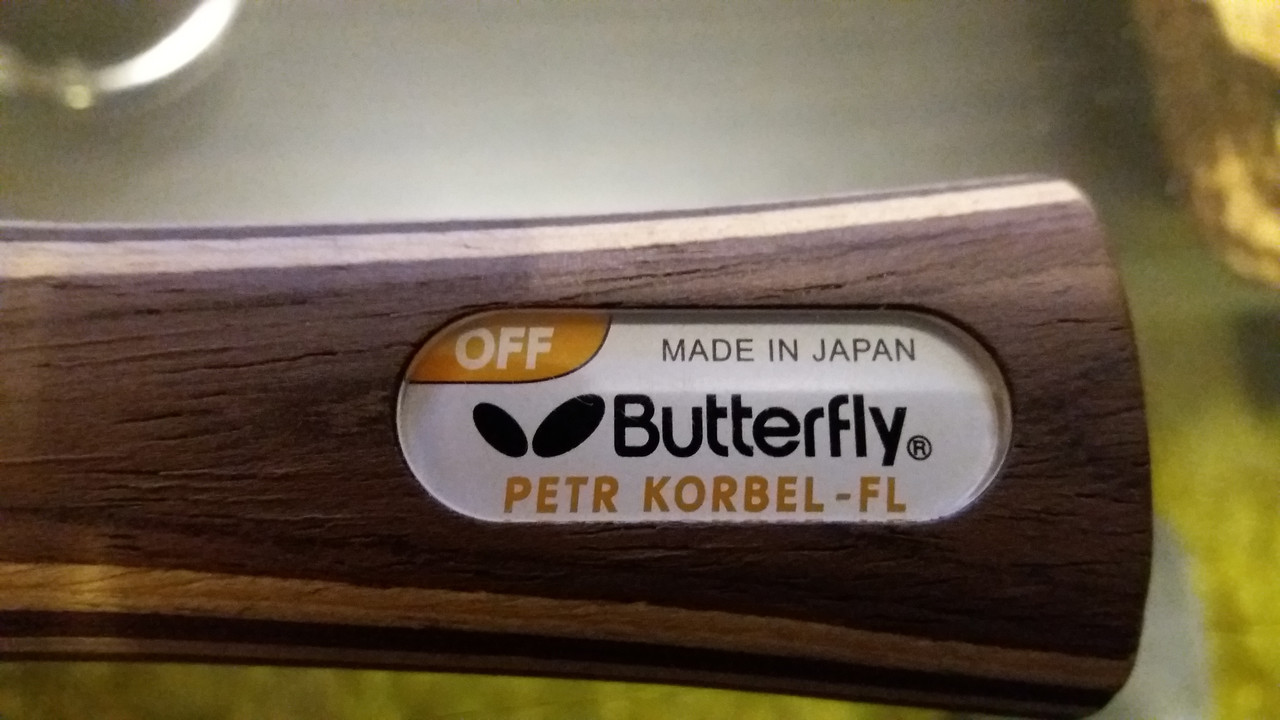 OFF MADE IN JAPAN
Butterfly®
PETR KORBEL-FL